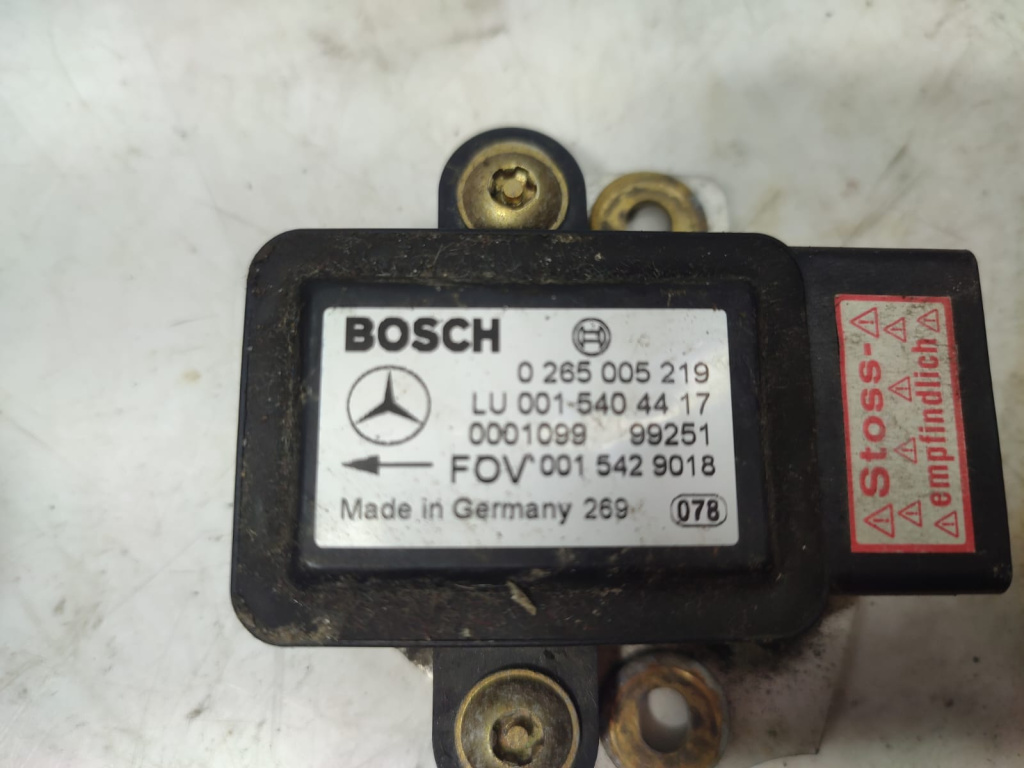 BOSCH
0 265 005 219
LU 001-540 44 17
0001099 99251
FOV 001 542 9018
Made in Germany 269 078
Stoss-
empfindlich